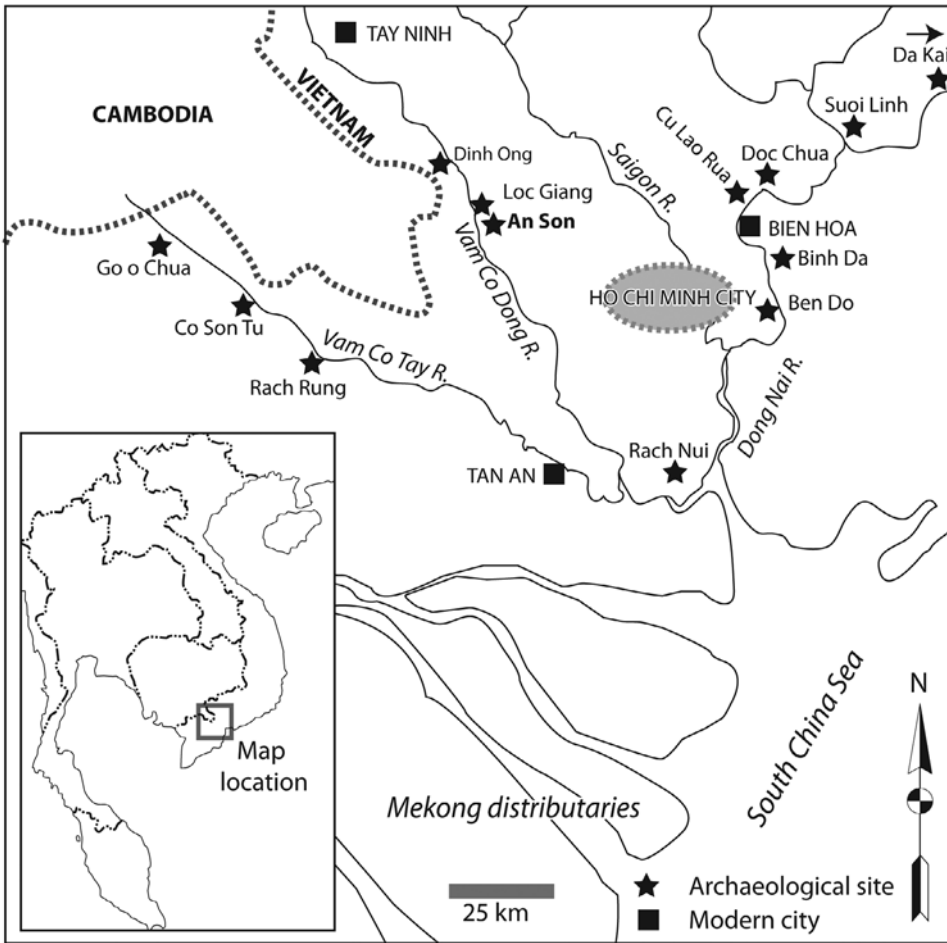 TAY NINH
Da Kai
Suoi Linh
CAMBODIA
VIETNAM
Cu Lao Rua
Doc Chua
Dinh Ong
Saigon R.
Loc Giang
An Son
BIEN HOA
Go o Chua
Binh Da
Vam Co Dong R.
HO CHI MINH CITY
Ben Do
Co Son Tu
Vam Co Tay R.
Rach Rung
Dong Nai R.
Rach Nui
TAN AN
South China Sea
N
Map
location
Mekong distributaries
25 km
Archaeological site
Modern city